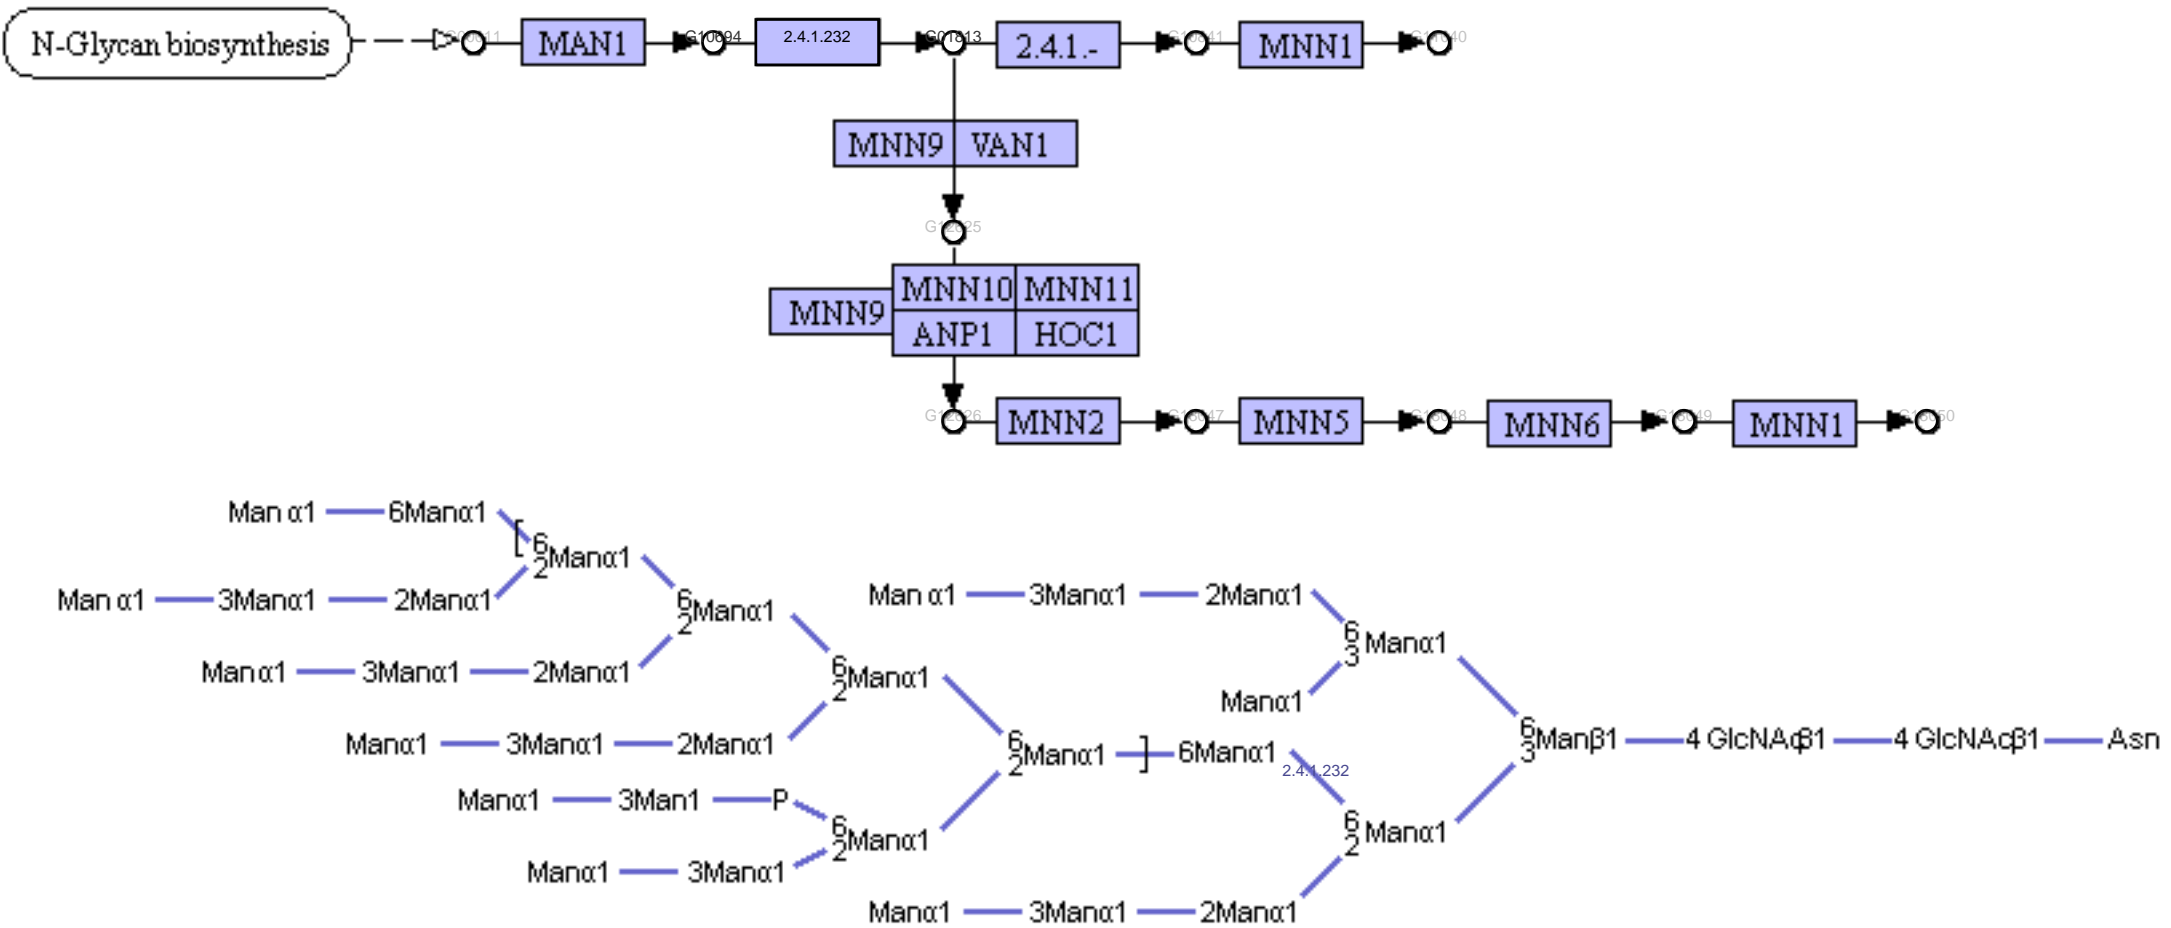 N-Glycan biosynthesis MAN1 G10694 2.4.1.232 G01813 2.4.1.- MNN1
MNN9 VAN1
MNN10 MNN11
MNN9
ANP1 HOC1
MNN2 MNN5 MNN6 MNN1
Man α1 6Manα1
6
2Manα1
Man α1 3Manα1 2Manα1
6
2Manα1
Manα1 3Manα1 2Manα1
6
2Manα1
Manα1 3Manα1 2Manα1
Manα1 3Man1 P
6
2Manα1
Manα1 3Manα1
[
6
2Manα1 ] 6Manα1
2.4.1.232
Man α1 3Manα1 2Manα1
6
3 Manα1
Manα1
6
3Manβ1 4 GlcNAcβ1 4 GlcNAcβ1 Asn
6
2 Manα1
Manα1 3Manα1 2Manα1